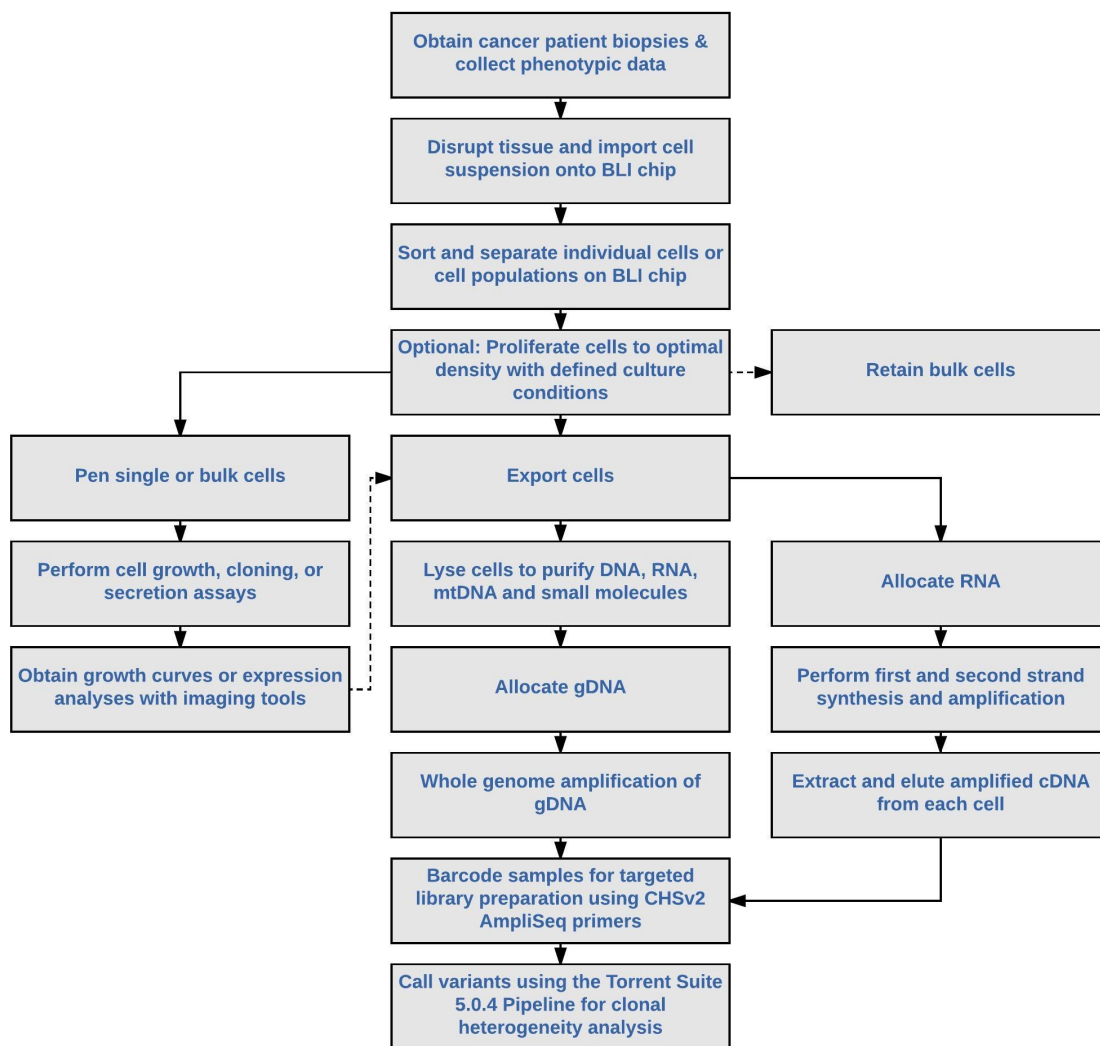 Obtain cancer patient biopsies &
collect phenotypic data
Disrupt tissue and import cell
suspension onto BLI chip
Sort and separate individual cells or
cell populations on BLI chip
Optional: Proliferate cells to optimal
density with defined culture
conditions
Retain bulk cells
Pen single or bulk cells
Export cells
Perform cell growth, cloning, or
secretion assays
Lyse cells to purify DNA, RNA,
mtDNA and small molecules
Allocate RNA
Obtain growth curves or expression
analyses with imaging tools
Allocate gDNA
Perform first and second strand
synthesis and amplification
Whole genome amplification of
gDNA
Extract and elute amplified cDNA
from each cell
Barcode samples for targeted
library preparation using CHSv2
AmpliSeq primers
Call variants using the Torrent Suite
5.0.4 Pipeline for clonal
heterogeneity analysis